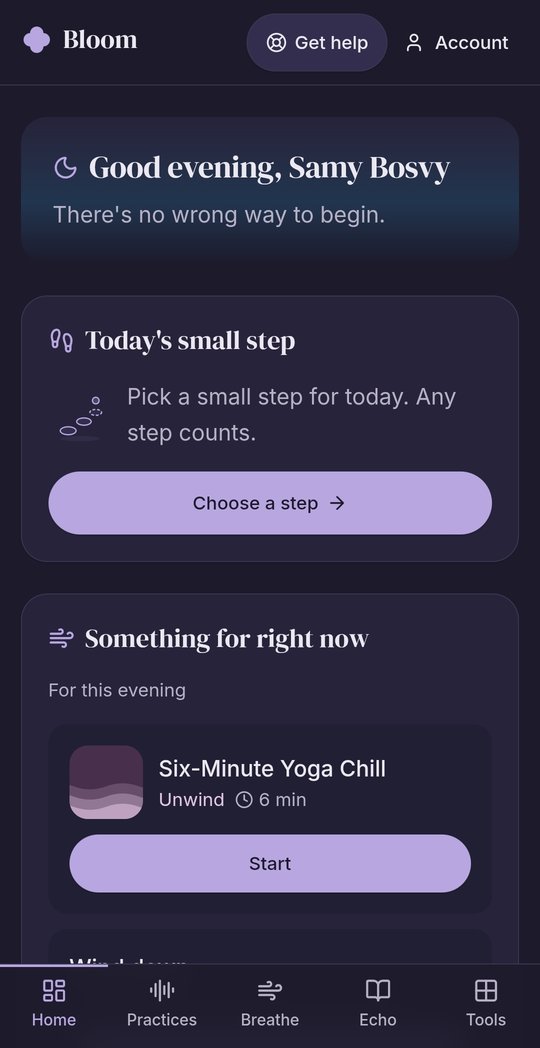 Bloom
Get help
Account
Good evening, Samy Bosvy
There's no wrong way to begin.
Today's small step
Pick a small step for today. Any
step counts.
Choose a step
Something for right now
For this evening
Six-Minute Yoga Chill
Unwind 6 min
Start
Home
Practices
Breathe
Echo
Tools